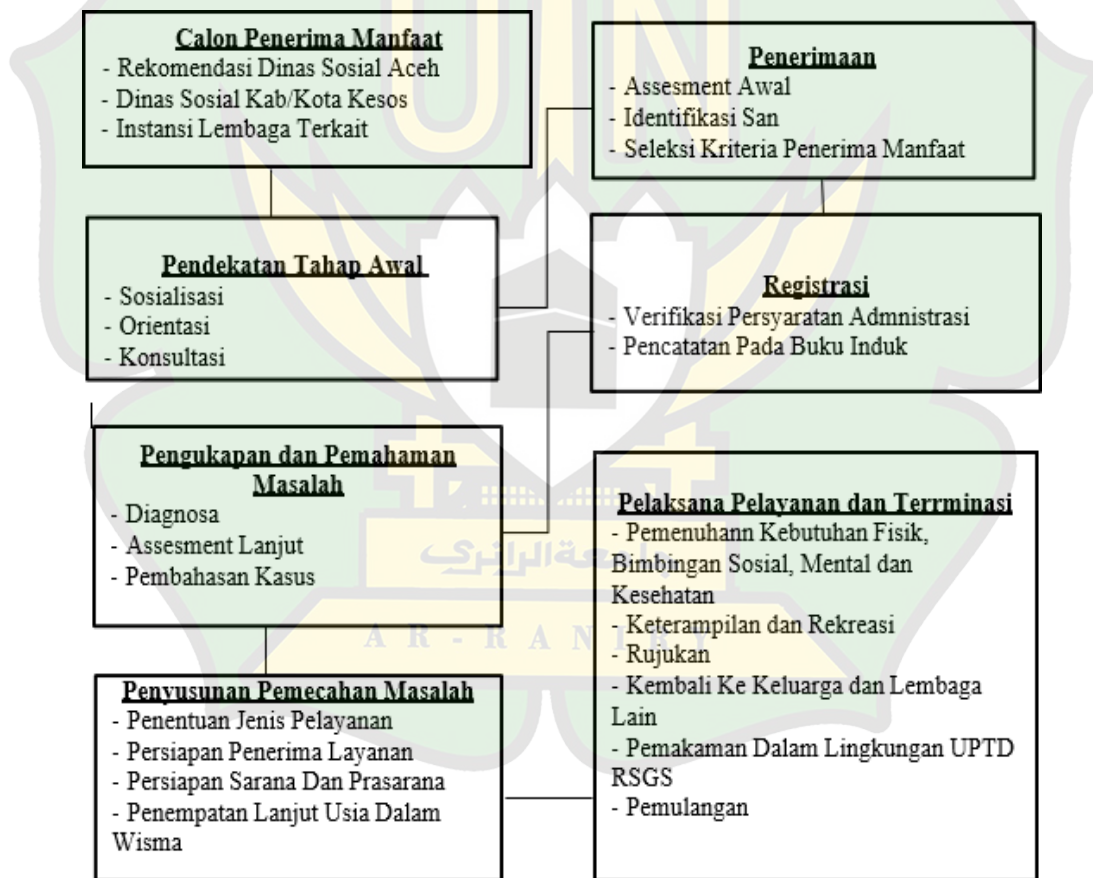 Calon Penerima Manfaat
- Rekomendasi Dinas Sosial Aceh
- Dinas Sosial Kab/Kota Kesos
- Instansi Lembaga Terkait
Pendekatan Tahap Awal
- Sosialisasi
- Orientasi
- Konsultasi
Penerimaan
- Assesment Awal
- Identifikasi San
- Seleksi Kriteria Penerima Manfaat
Registrasi
- Verifikasi Persyaratan Admnistrasi
- Pencatatan Pada Buku Induk
Pengukapan dan Pemahaman
Masalah
- Diagnosa
- Assesment Lanjut
- Pembahasan Kasus
Penyusunan Pemecahan Masalah
- Penentuan Jenis Pelayanan
- Persiapan Penerima Layanan
- Persiapan Sarana Dan Prasarana
- Penempatan Lanjut Usia Dalam
Wisma
Pelaksana Pelayanan dan Terrminasi
- Pemenuhann Kebutuhan Fisik,
Bimbingan Sosial, Mental dan
Kesehatan
- Keterampilan dan Rekreasi
- Rujukan
- Kembali Ke Keluarga dan Lembaga
Lain
- Pemakaman Dalam Lingkungan UPTD
RSGS
- Pemulangan
UIN
جامعة الرانري
AR-RANIRY